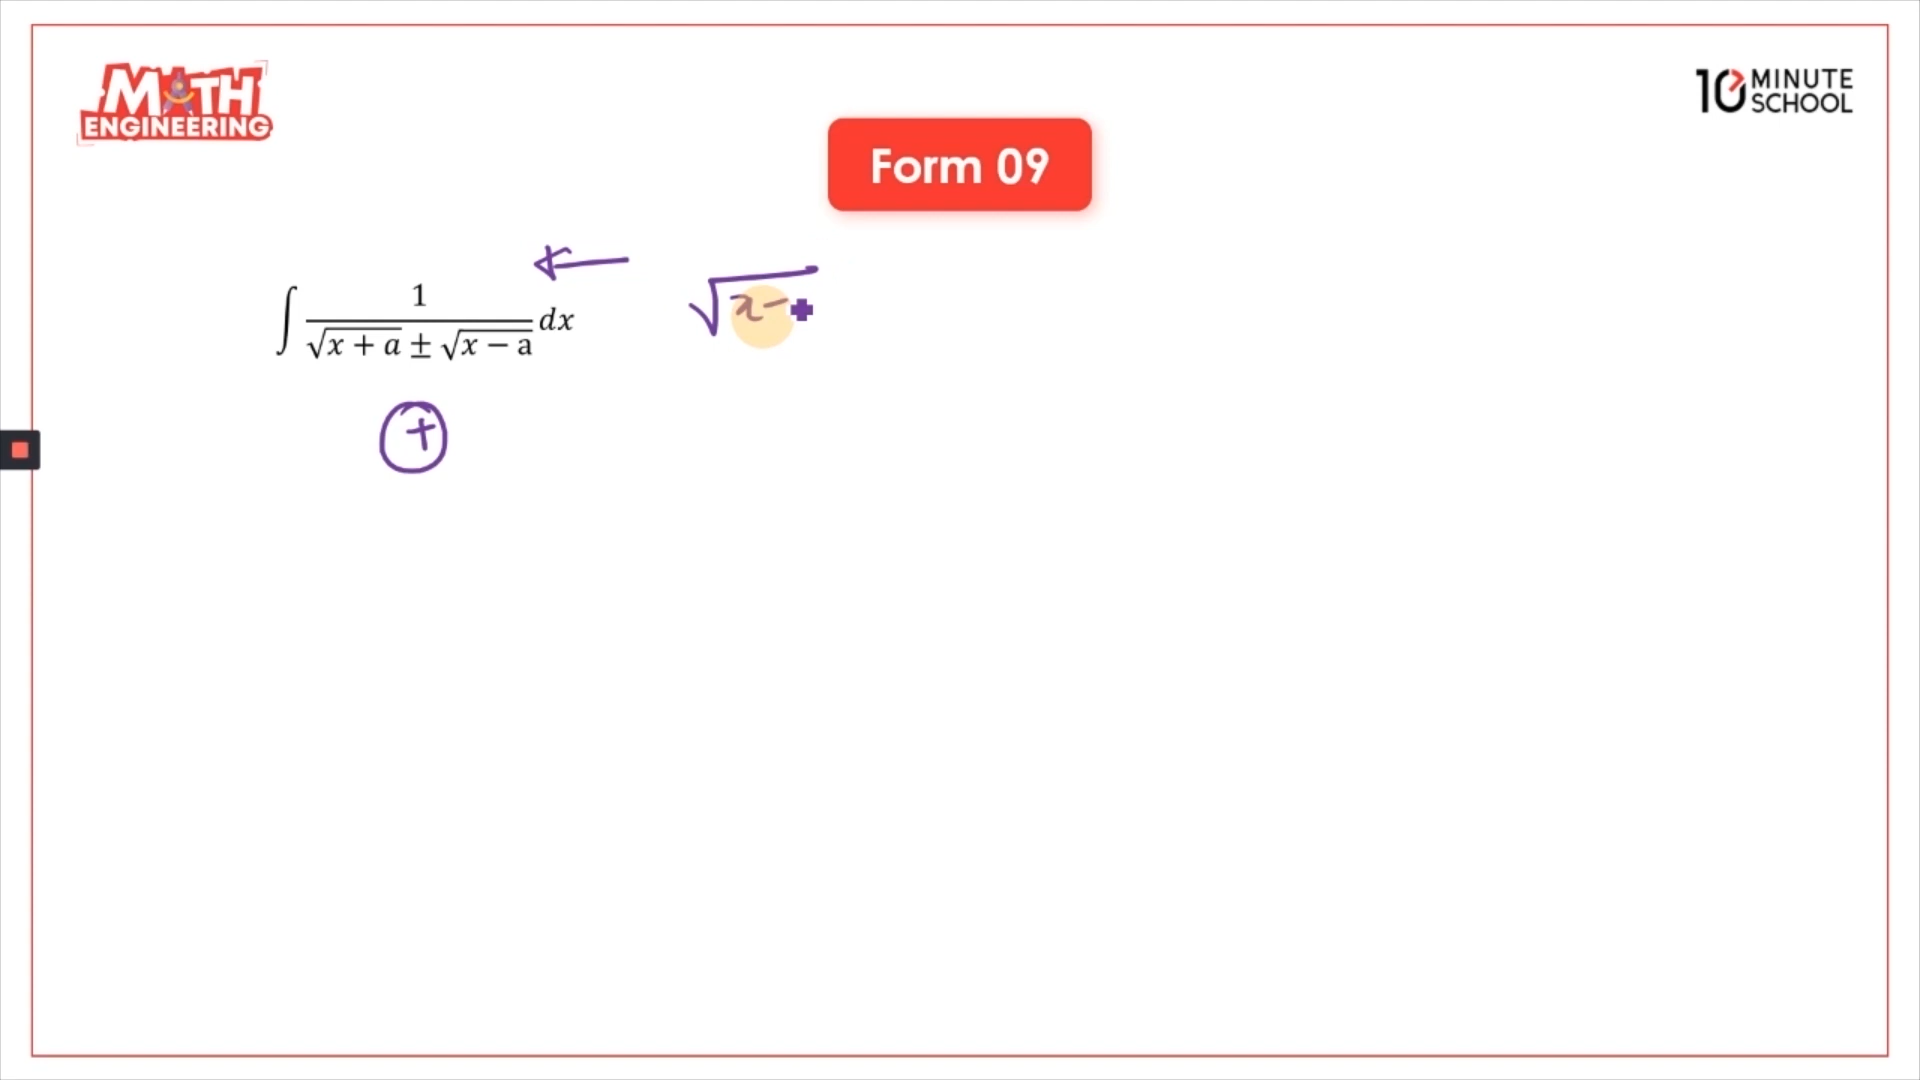 MATH
ENGINEERING
10 MINUTE
SCHOOL
Form 09
∫ 1/(√(x + a) ± √(x − a)) dx
√(x −
+